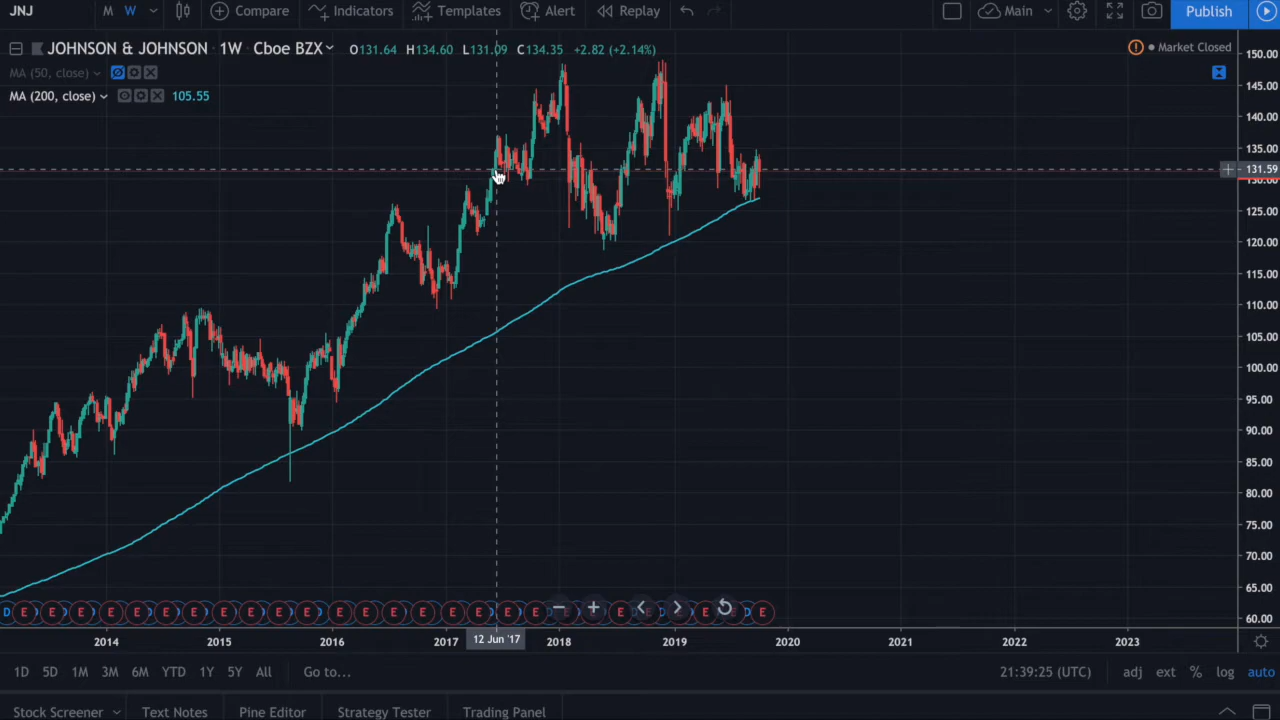 JNJ M W Compare Indicators Templates Alert Replay Main Publish
JOHNSON & JOHNSON · 1W · Cboe BZX O131.64 H134.60 L131.09 C134.35 +2.82 (+2.14%) Market Closed
MA (50, close)
MA (200, close) 105.55
150.00
145.00
140.00
135.00
131.59
130.00
125.00
120.00
115.00
110.00
105.00
100.00
95.00
90.00
85.00
80.00
75.00
70.00
65.00
60.00
D E E E E E E E E E E E E E E E E E E E E E E D E
2014 2015 2016 2017 12 Jun '17 2018 2019 2020 2021 2022 2023
1D 5D 1M 3M 6M YTD 1Y 5Y All Go to... 21:39:25 (UTC) adj ext % log auto
Stock Screener Text Notes Pine Editor Strategy Tester Trading Panel